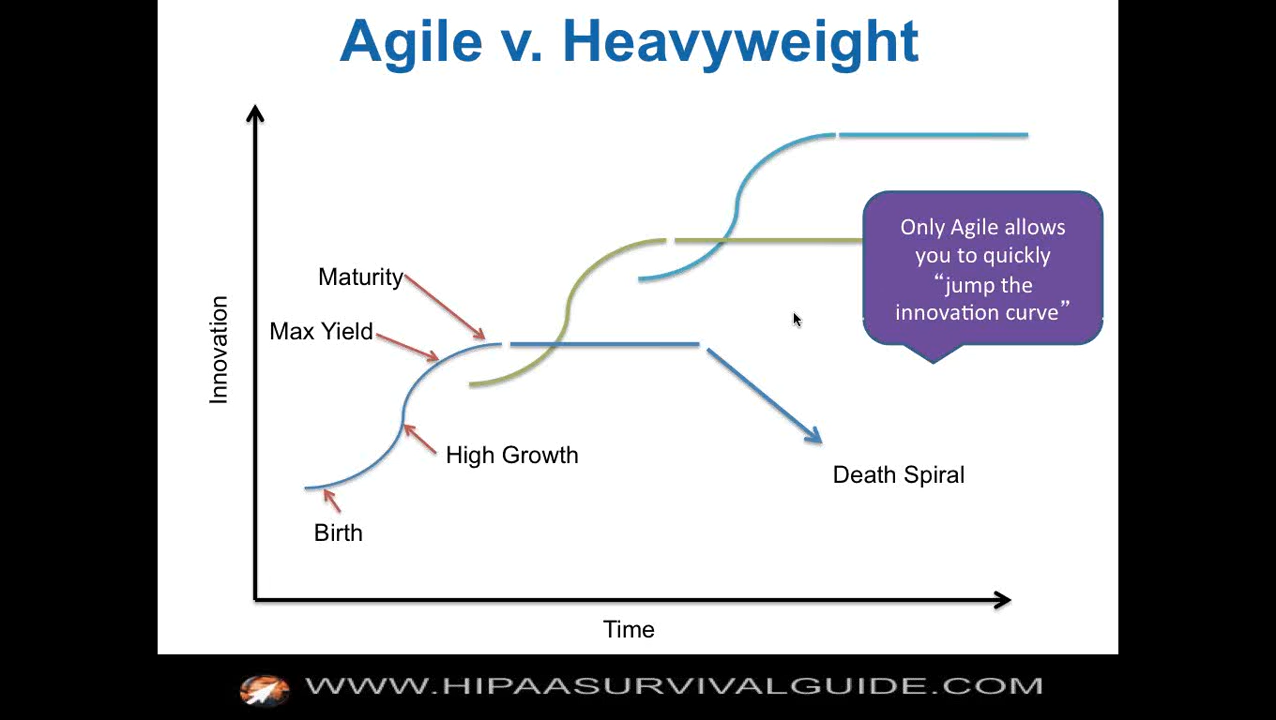 Agile v. Heavyweight
Only Agile allows
you to quickly
“jump the
innovation curve”
Maturity
Max Yield
Innovation
High Growth
Death Spiral
Birth
Time
WWW.HIPAASURVIVALGUIDE.COM